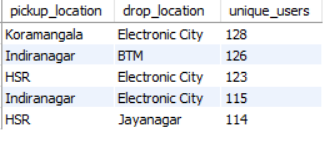 pickup_location drop_location unique_users
Koramangala Electronic City 128
Indiranagar BTM 126
HSR Electronic City 123
Indiranagar Electronic City 115
HSR Jayanagar 114